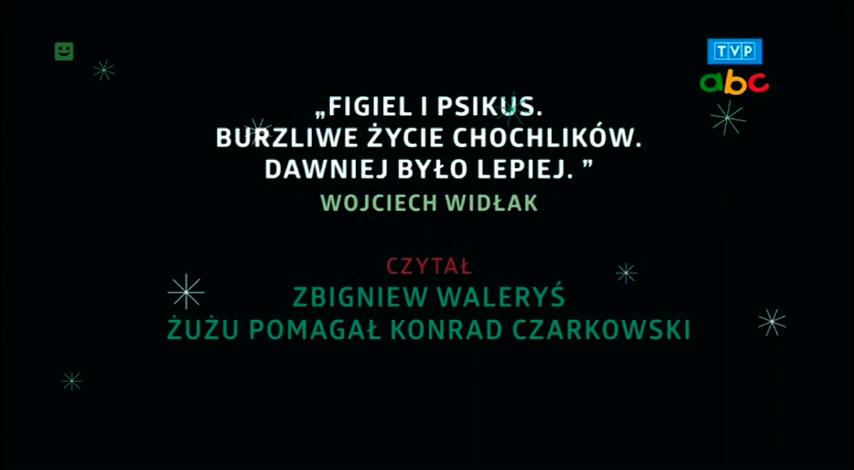 TVP
abc
„FIGIEL I PSIKUS.
BURZLIWE ŻYCIE CHOCHLIKÓW.
DAWNIEJ BYŁO LEPIEJ. ”
WOJCIECH WIDŁAK
CZYTAŁ
ZBIGNIEW WALERYŚ
ŻUŻU POMAGAŁ KONRAD CZARKOWSKI